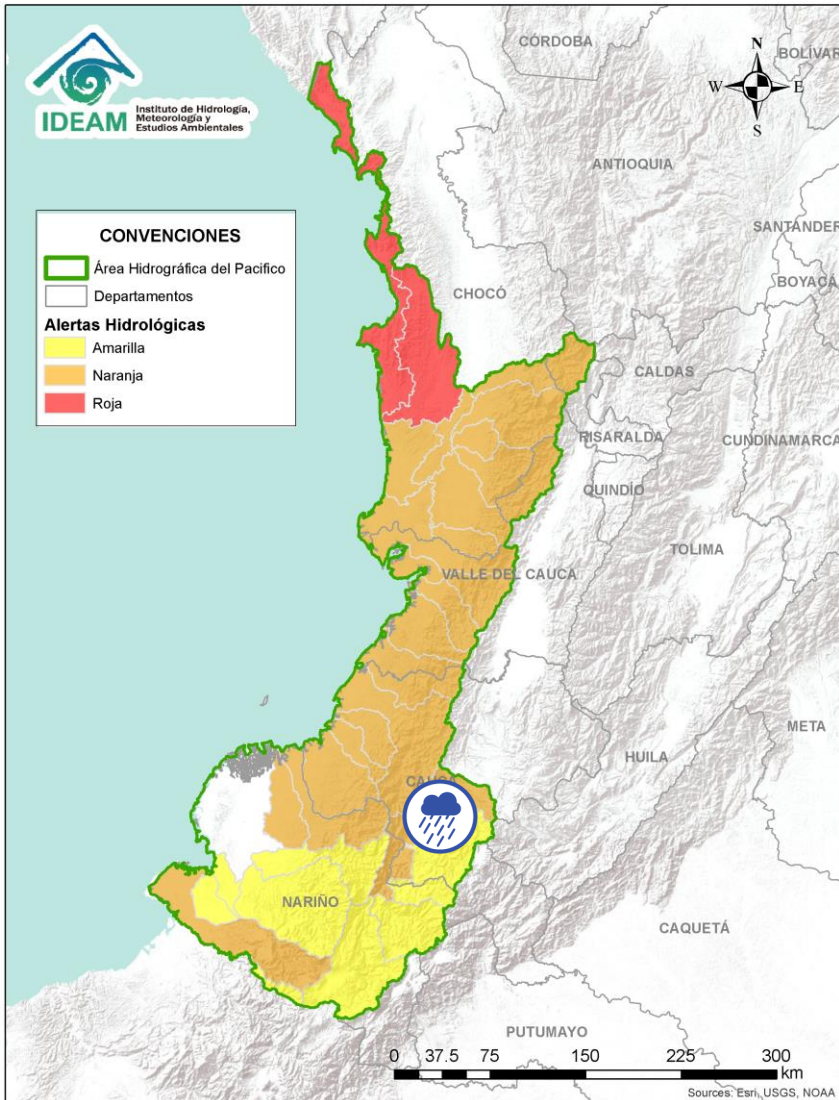 IDEAM
Instituto de Hidrología,
Meteorología y
Estudios Ambientales
CÓRDOBA
BOLÍVAR
N
W
E
S
ANTIOQUIA
SANTANDER
BOYACÁ
CONVENCIONES
Área Hidrográfica del Pacifico
Departamentos
Alertas Hidrológicas
Amarilla
Naranja
Roja
CHOCÓ
CALDAS
RISARALDA
CUNDINAMARCA
QUINDÍO
TOLIMA
VALLE DEL CAUCA
META
HUILA
CAUCA
NARIÑO
CAQUETÁ
PUTUMAYO
0 37.5 75 150 225 300
km
Sources: Esri, USGS, NOAA